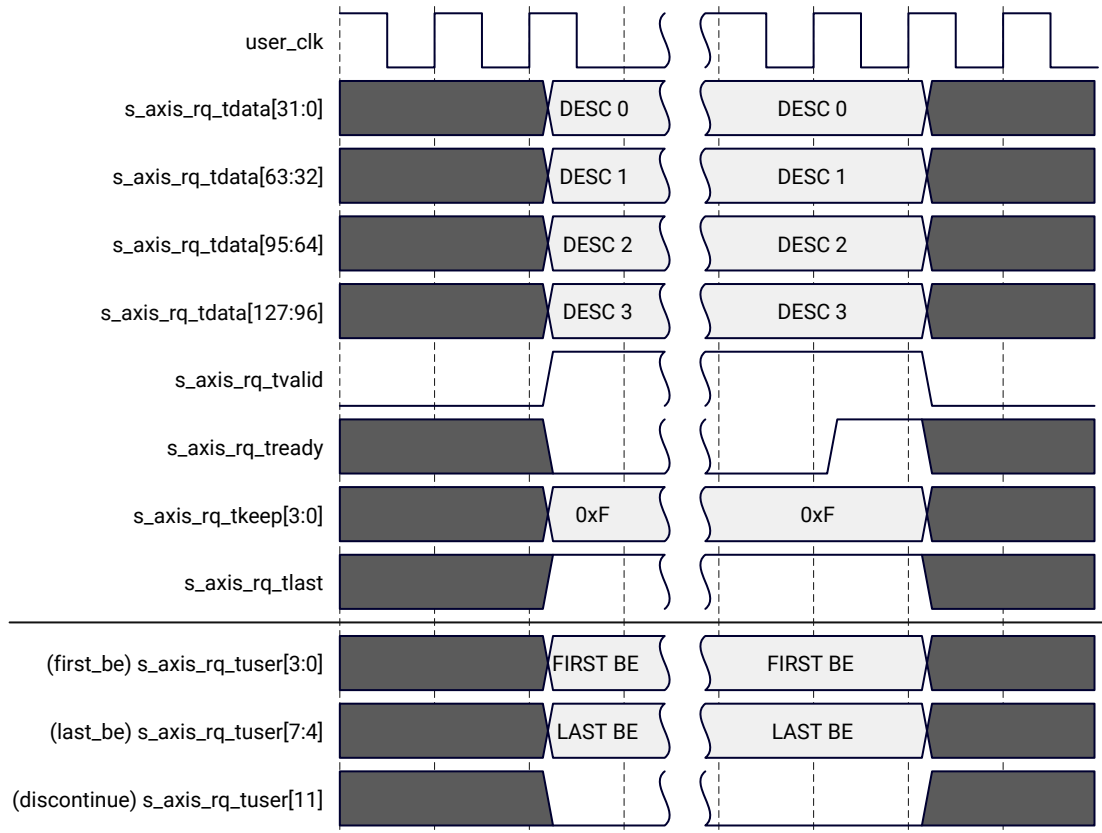 user_clk
s_axis_rq_tdata[31:0] DESC 0 DESC 0
s_axis_rq_tdata[63:32] DESC 1 DESC 1
s_axis_rq_tdata[95:64] DESC 2 DESC 2
s_axis_rq_tdata[127:96] DESC 3 DESC 3
s_axis_rq_tvalid
s_axis_rq_tready
s_axis_rq_tkeep[3:0] 0xF 0xF
s_axis_rq_tlast
(first_be) s_axis_rq_tuser[3:0] FIRST BE FIRST BE
(last_be) s_axis_rq_tuser[7:4] LAST BE LAST BE
(discontinue) s_axis_rq_tuser[11]